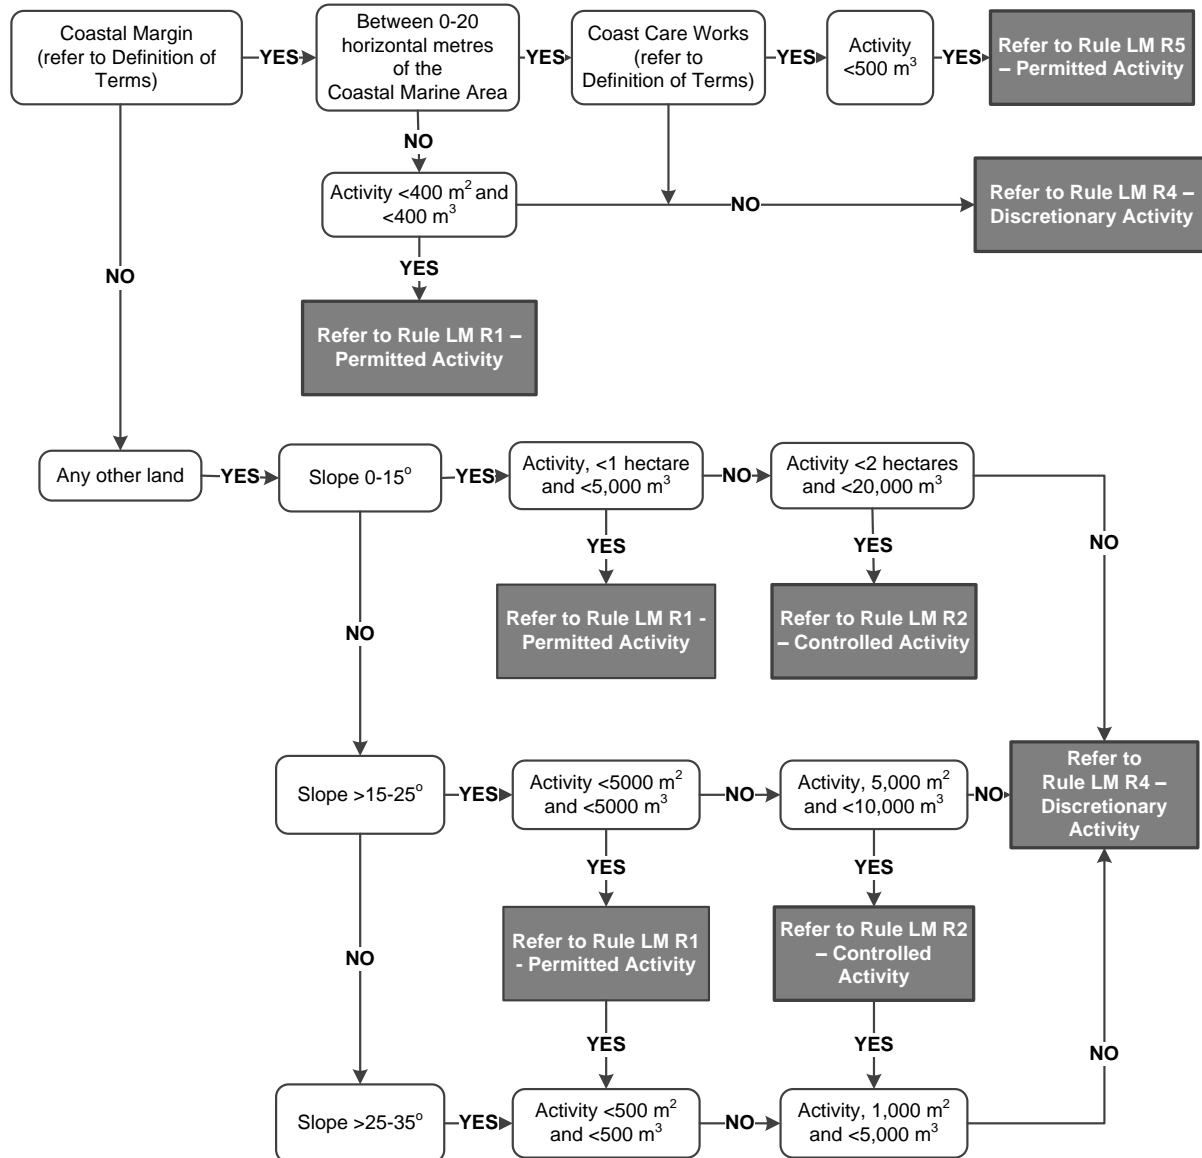 Coastal Margin
(refer to Definition of
Terms)
YES
Between 0-20
horizontal metres
of the
Coastal Marine Area
YES
Coast Care Works
(refer to
Definition of Terms)
YES
Activity
<500 m³
YES
Refer to Rule LM R5
– Permitted Activity
NO
Activity <400 m² and
<400 m³
NO
Refer to Rule LM R4 –
Discretionary Activity
YES
Refer to Rule LM R1 –
Permitted Activity
NO
Any other land
YES
Slope 0-15°
YES
Activity, <1 hectare
and <5,000 m³
NO
Activity <2 hectares
and <20,000 m³
NO
YES
YES
Refer to Rule LM R1 -
Permitted Activity
Refer to Rule LM R2
– Controlled Activity
NO
Slope >15-25°
YES
Activity <5000 m²
and <5000 m³
NO
Activity, 5,000 m²
and <10,000 m³
NO
Refer to
Rule LM R4 –
Discretionary
Activity
YES
YES
Refer to Rule LM R1
- Permitted Activity
Refer to Rule LM R2
– Controlled
Activity
NO
YES
YES
NO
Slope >25-35°
YES
Activity <500 m²
and <500 m³
NO
Activity, 1,000 m²
and <5,000 m³